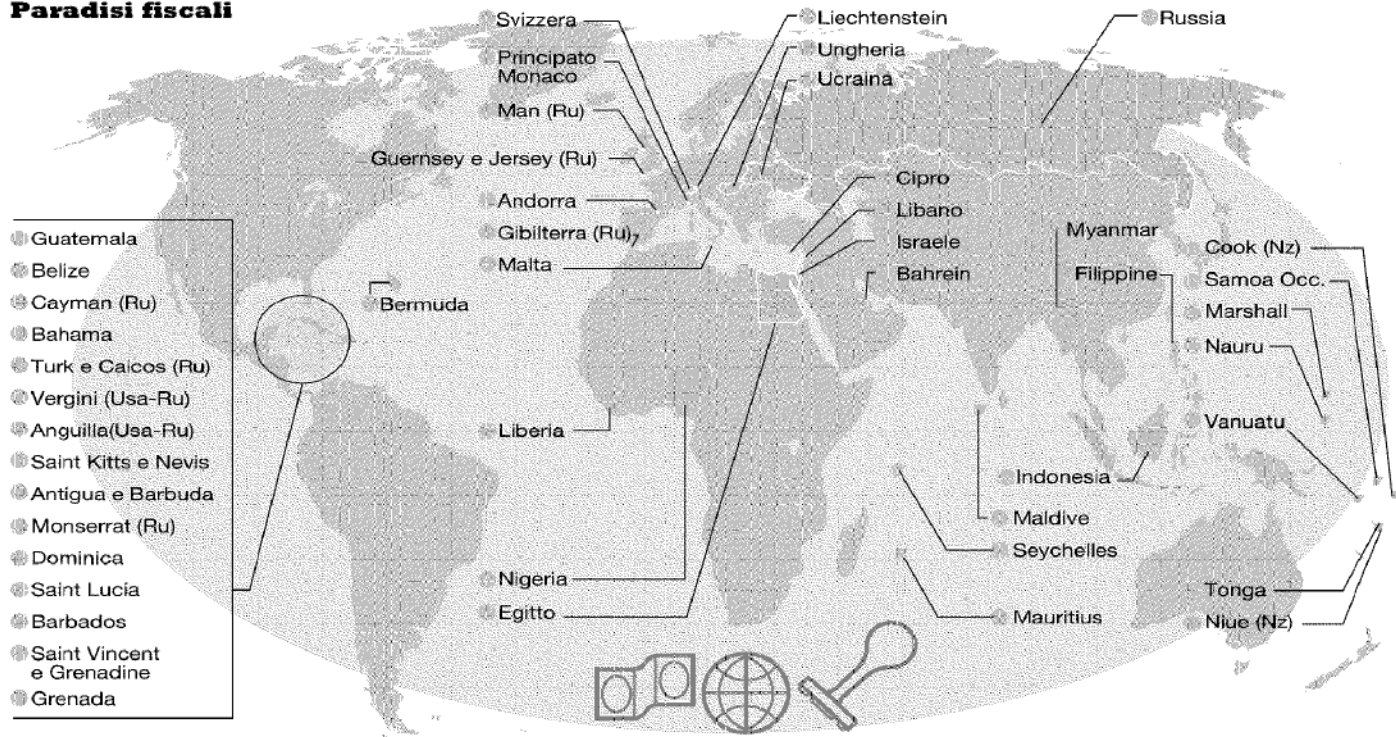 Paradisi fiscali
Svizzera
Principato
Monaco
Man (Ru)
Guernsey e Jersey (Ru)
Andorra
Gibilterra (Ru)
Malta
Liechtenstein
Ungheria
Ucraina
Russia
Cipro
Libano
Israele
Bahrein
Myanmar
Filippine
Cook (Nz)
Samoa Occ.
Marshall
Nauru
Vanuatu
Guatemala
Belize
Cayman (Ru)
Bahama
Turk e Caicos (Ru)
Vergini (Usa-Ru)
Anguilla(Usa-Ru)
Saint Kitts e Nevis
Antigua e Barbuda
Monserrat (Ru)
Dominica
Saint Lucia
Barbados
Saint Vincent
e Grenadine
Grenada
Bermuda
Liberia
Nigeria
Egitto
Indonesia
Maldive
Seychelles
Mauritius
Tonga
Niue (Nz)